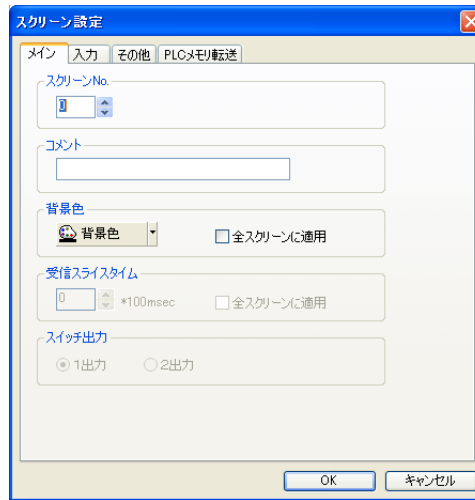 スクリーン設定
メイン 入力 その他 PLCメモリ転送
スクリーンNo.
0
コメント
背景色
背景色 全スクリーンに適用
受信スライスタイム
0 *100msec 全スクリーンに適用
スイッチ出力
1出力 2出力
OK キャンセル